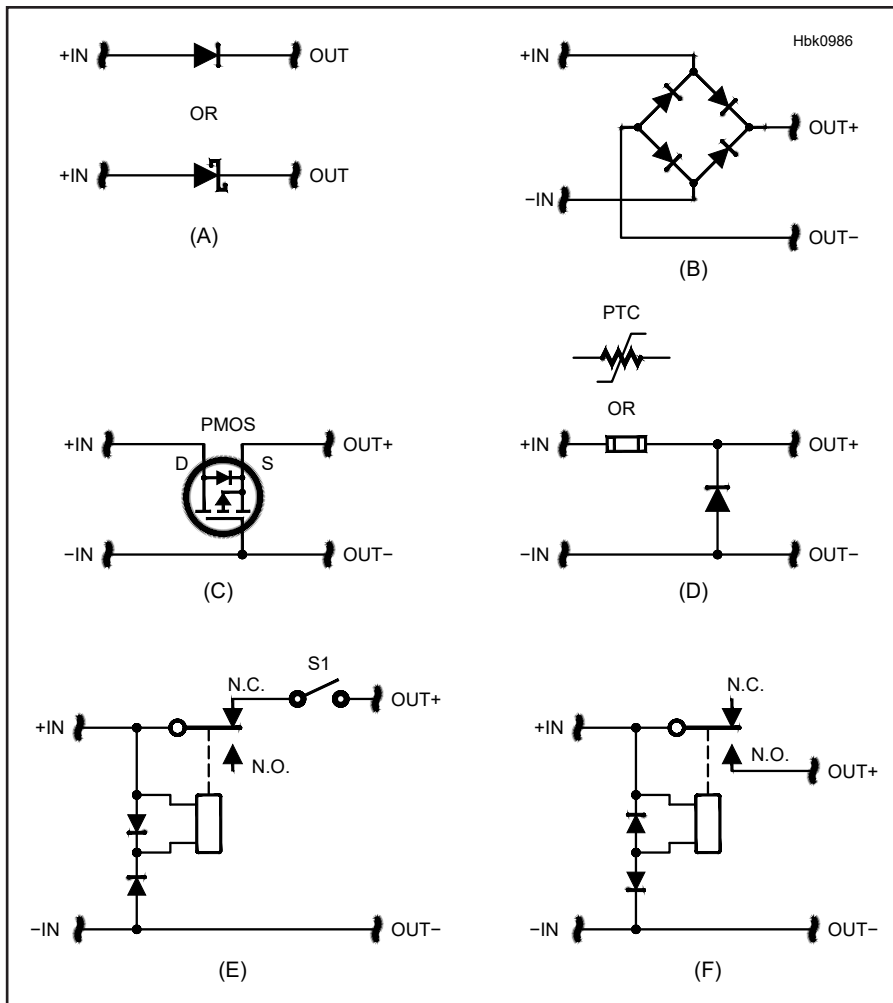 Hbk0986
+IN
OUT
OR
+IN
OUT
(A)
+IN
OUT+
−IN
OUT−
(B)
PMOS
+IN
D
S
OUT+
−IN
OUT−
(C)
PTC
OR
+IN
OUT+
−IN
OUT−
(D)
S1
N.C.
OUT+
+IN
N.O.
−IN
OUT−
(E)
N.C.
+IN
N.O.
OUT+
−IN
OUT−
(F)